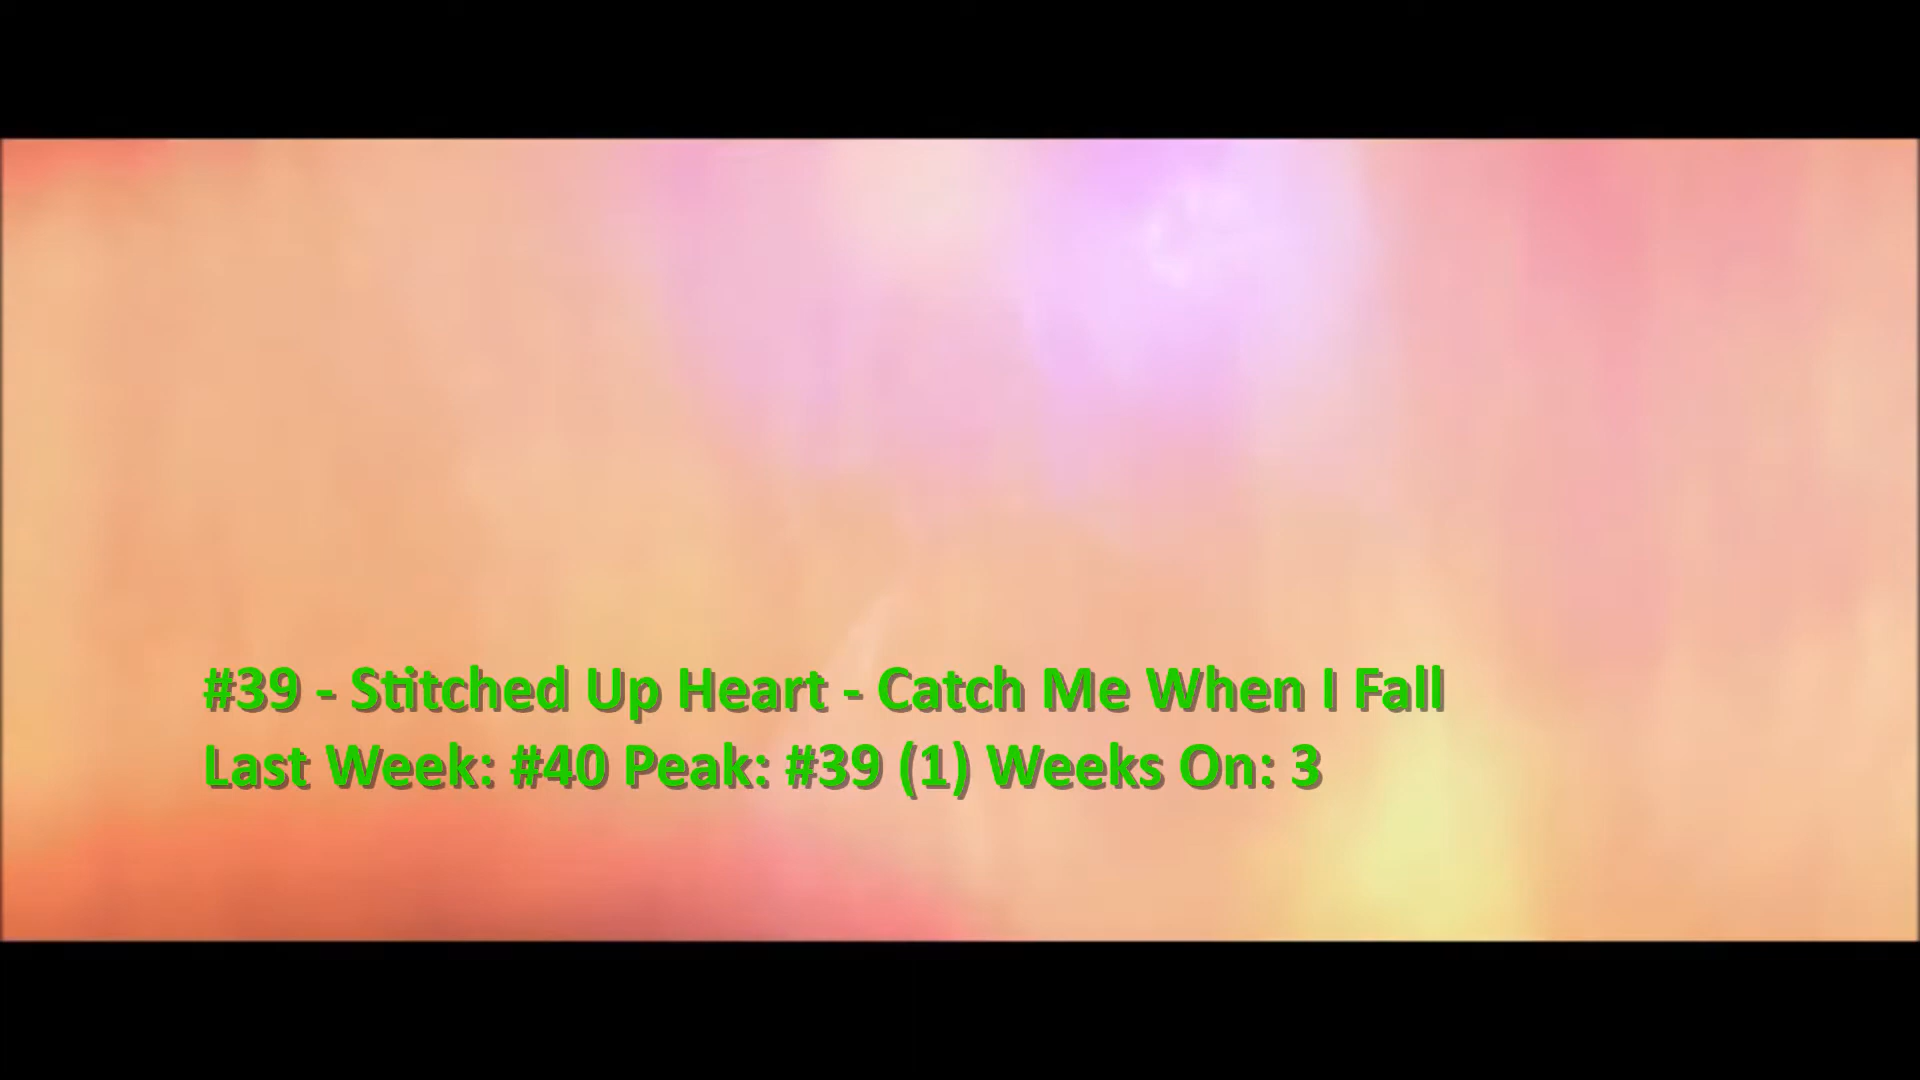 #39 - Stitched Up Heart - Catch Me When I Fall
Last Week: #40 Peak: #39 (1) Weeks On: 3